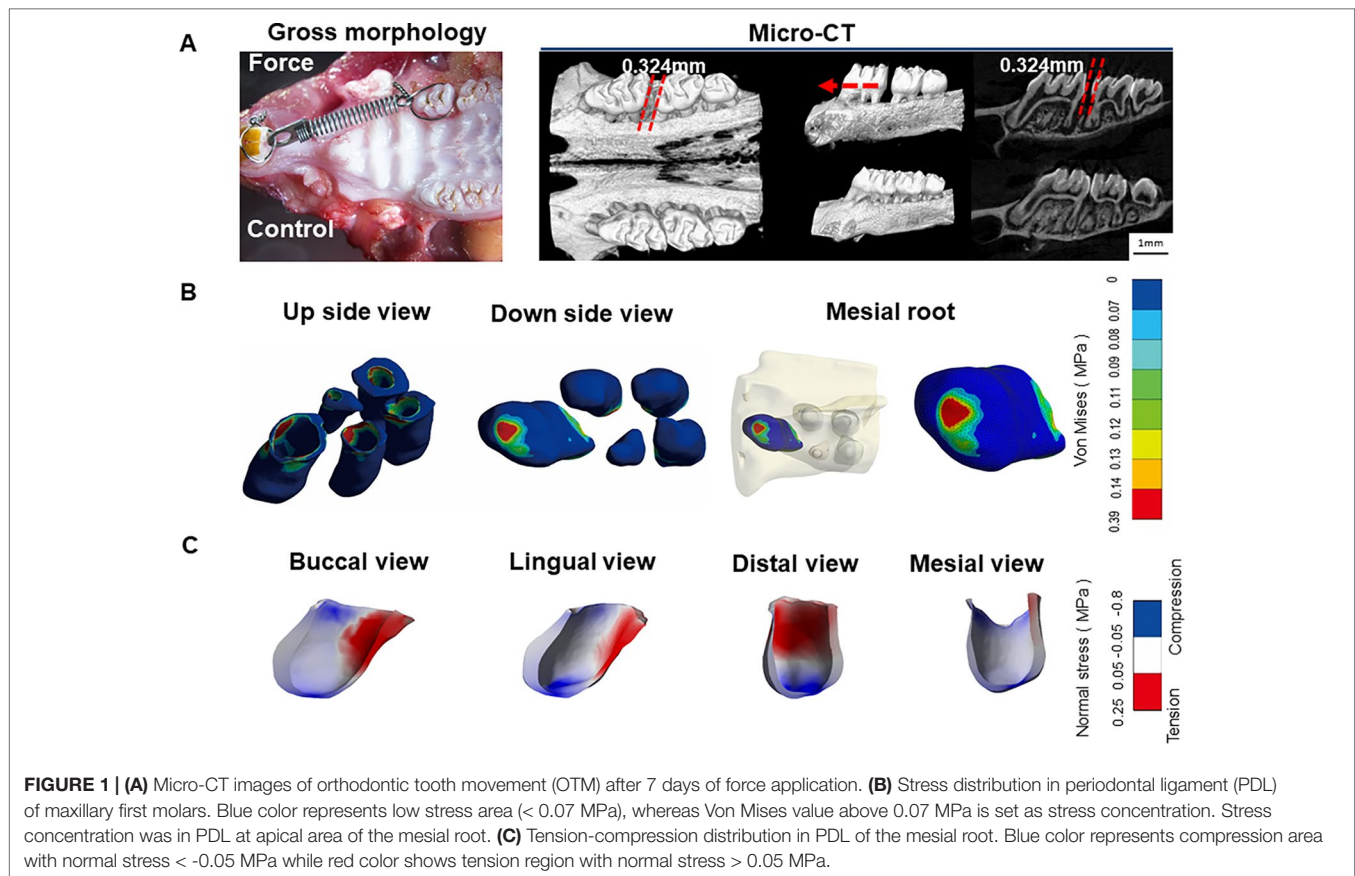 A
Gross morphology
Micro-CT
Force
Control
0.324mm
0.324mm
1mm
B
Up side view
Down side view
Mesial root
Von Mises ( MPa )
0
0.07
0.08
0.09
0.11
0.12
0.13
0.14
0.39
C
Buccal view
Lingual view
Distal view
Mesial view
Normal stress ( MPa )
0.25 0.05 -0.05 -0.8
Tension
Compression
FIGURE 1 | (A) Micro-CT images of orthodontic tooth movement (OTM) after 7 days of force application. (B) Stress distribution in periodontal ligament (PDL)
of maxillary first molars. Blue color represents low stress area (< 0.07 MPa), whereas Von Mises value above 0.07 MPa is set as stress concentration. Stress
concentration was in PDL at apical area of the mesial root. (C) Tension-compression distribution in PDL of the mesial root. Blue color represents compression area
with normal stress < -0.05 MPa while red color shows tension region with normal stress > 0.05 MPa.